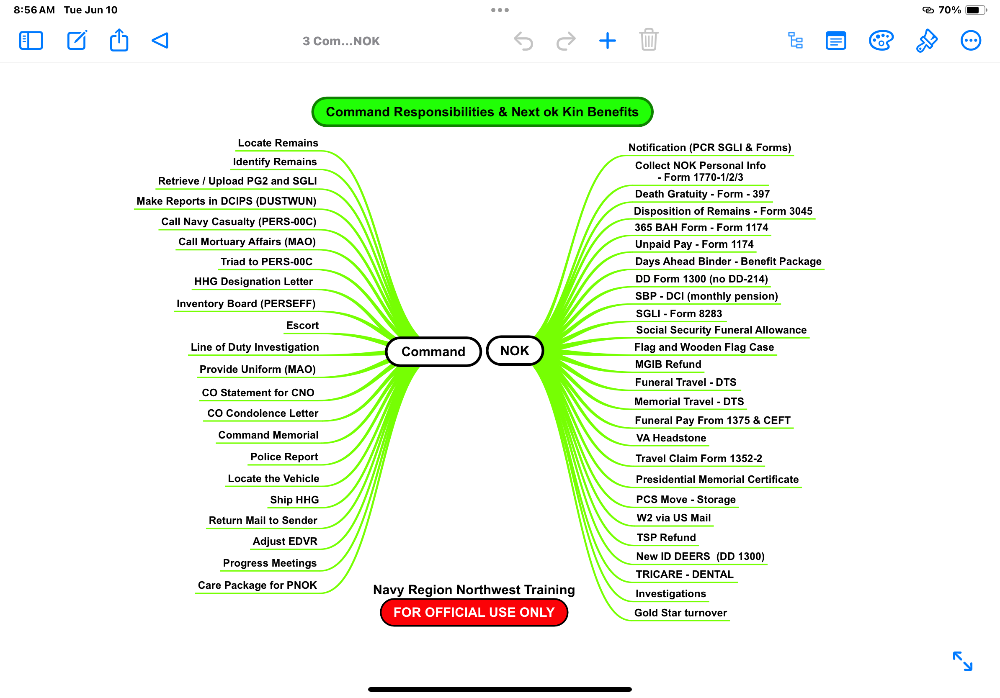 8:56 AM Tue Jun 10
70%
3 Com...NOK
Command Responsibilities & Next ok Kin Benefits
Locate Remains
Identify Remains
Retrieve / Upload PG2 and SGLI
Make Reports in DCIPS (DUSTWUN)
Call Navy Casualty (PERS-00C)
Call Mortuary Affairs (MAO)
Triad to PERS-00C
HHG Designation Letter
Inventory Board (PERSEFF)
Escort
Line of Duty Investigation
Provide Uniform (MAO)
CO Statement for CNO
CO Condolence Letter
Command Memorial
Police Report
Locate the Vehicle
Ship HHG
Return Mail to Sender
Adjust EDVR
Progress Meetings
Care Package for PNOK
Command
NOK
Notification (PCR SGLI & Forms)
Collect NOK Personal Info
- Form 1770-1/2/3
Death Gratuity - Form - 397
Disposition of Remains - Form 3045
365 BAH Form - Form 1174
Unpaid Pay - Form 1174
Days Ahead Binder - Benefit Package
DD Form 1300 (no DD-214)
SBP - DCI (monthly pension)
SGLI - Form 8283
Social Security Funeral Allowance
Flag and Wooden Flag Case
MGIB Refund
Funeral Travel - DTS
Memorial Travel - DTS
Funeral Pay From 1375 & CEFT
VA Headstone
Travel Claim Form 1352-2
Presidential Memorial Certificate
PCS Move - Storage
W2 via US Mail
TSP Refund
New ID DEERS (DD 1300)
TRICARE - DENTAL
Investigations
Gold Star turnover
Navy Region Northwest Training
FOR OFFICIAL USE ONLY